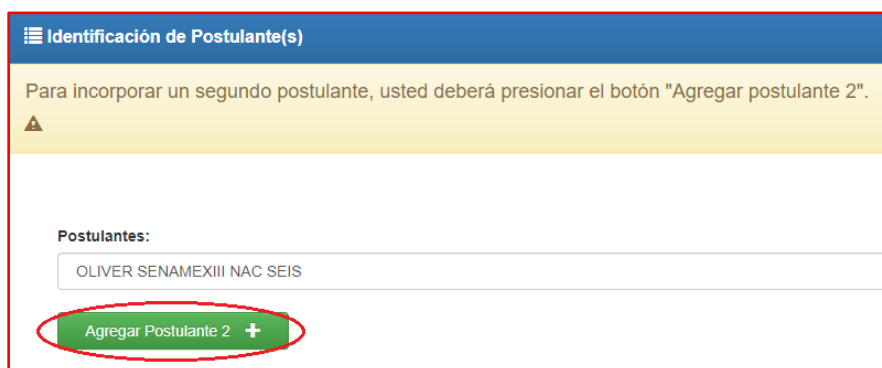 Identificación de Postulante(s)
Para incorporar un segundo postulante, usted deberá presionar el botón "Agregar postulante 2".
Postulantes:
OLIVER SENAMEXIII NAC SEIS
Agregar Postulante 2 +